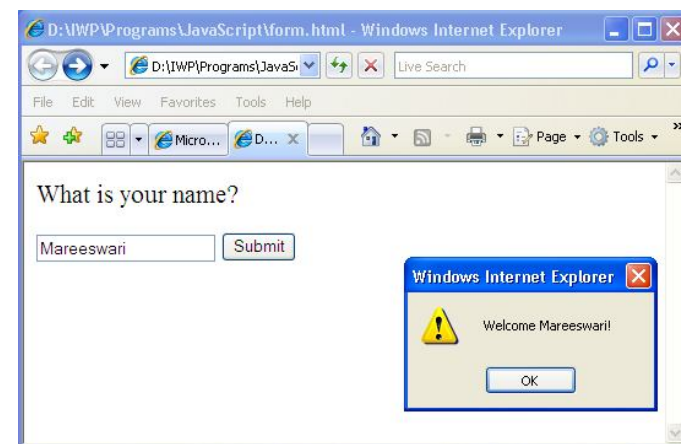 D:\IWP\Programs\JavaScript\form.html - Windows Internet Explorer
D:\IWP\Programs\JavaS Live Search
File Edit View Favorites Tools Help
Micro... D... X Page Tools »
What is your name?
Mareeswari Submit
Windows Internet Explorer
Welcome Mareeswari!
OK